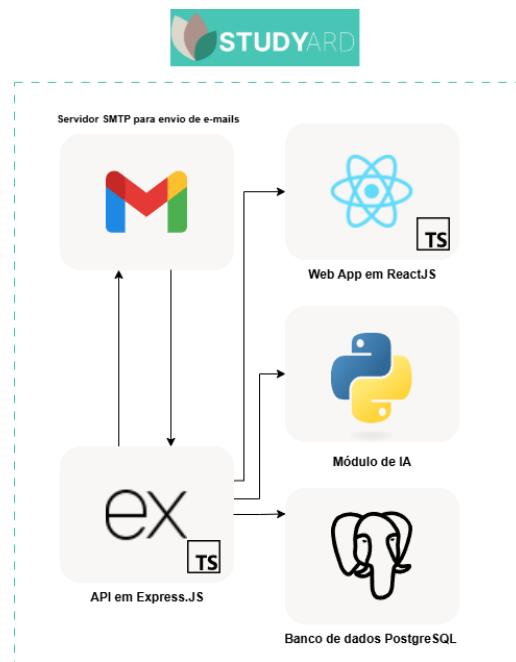 STUDYARD
Servidor SMTP para envio de e-mails
TS
Web App em ReactJS
Módulo de IA
ex
TS
API em Express.JS
Banco de dados PostgreSQL